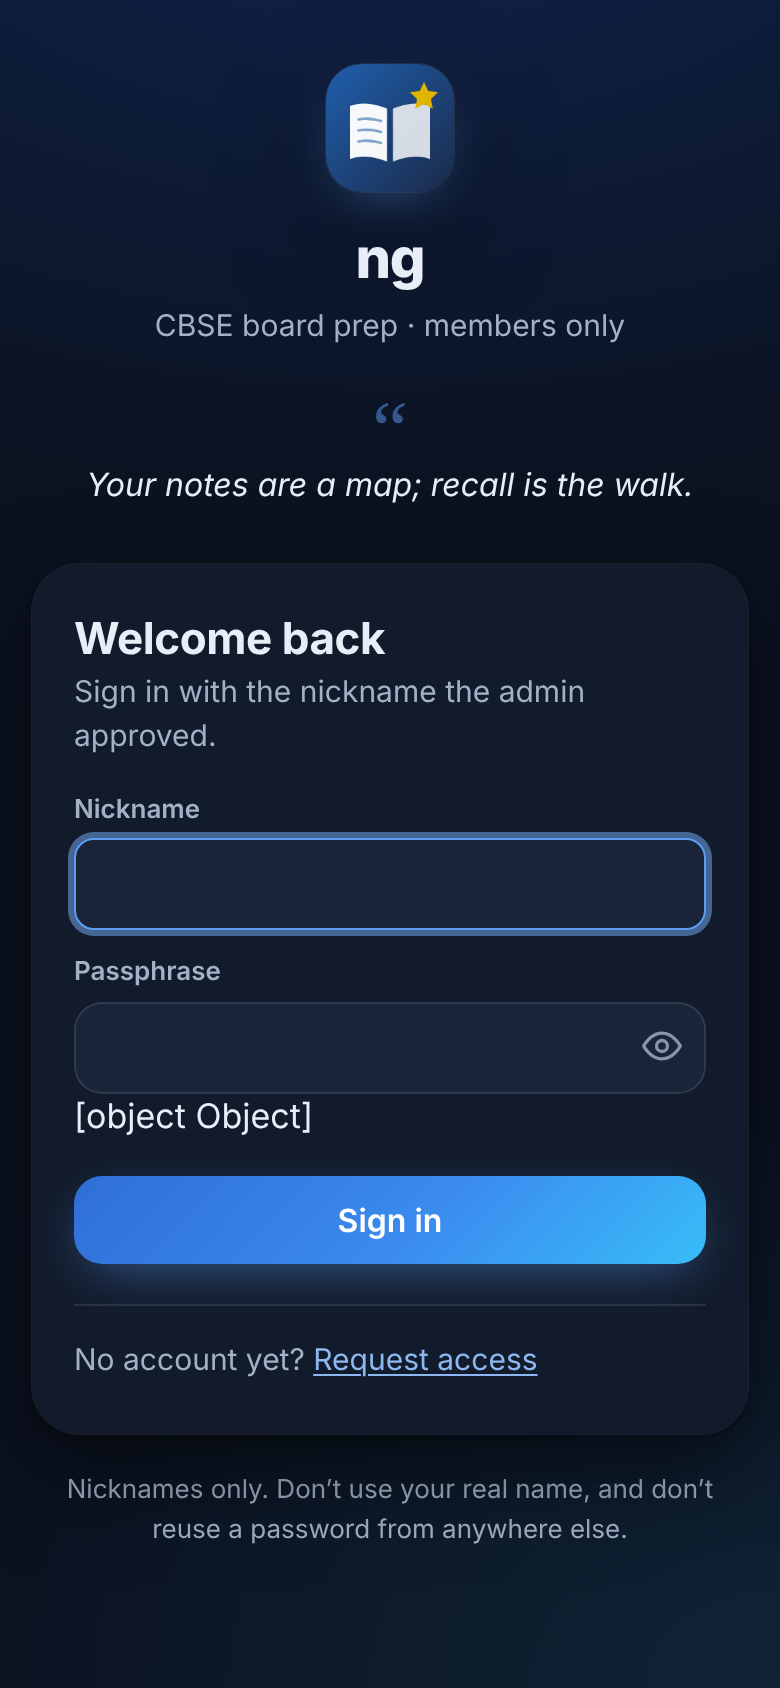 ng
CBSE board prep · members only
“
Your notes are a map; recall is the walk.
Welcome back
Sign in with the nickname the admin
approved.
Nickname
Passphrase
[object Object]
Sign in
No account yet? Request access
Nicknames only. Don’t use your real name, and don’t
reuse a password from anywhere else.